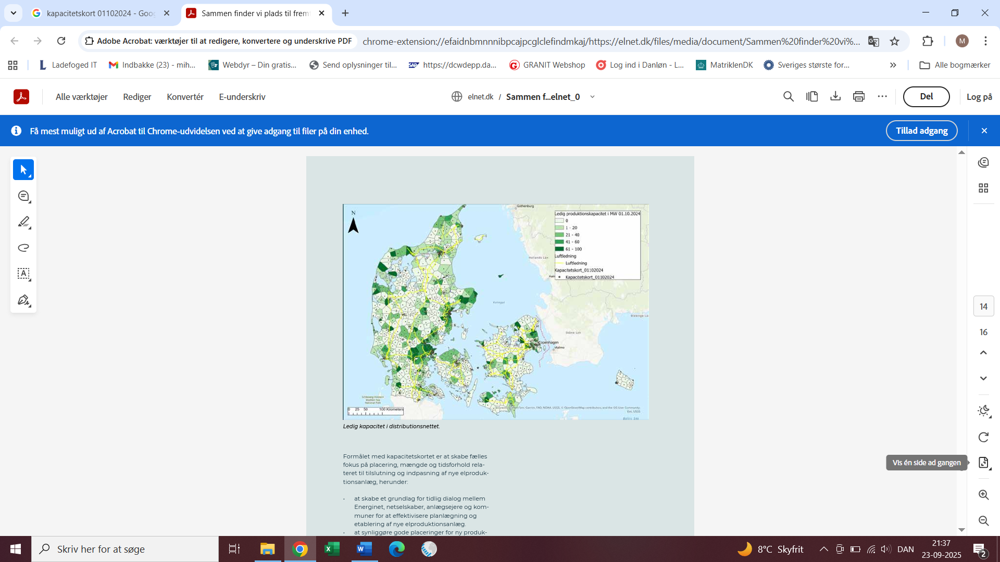 kapacitetskort 01102024 - Goo
Sammen finder vi plads til frem
Adobe Acrobat: værktøjer til at redigere, konvertere og underskrive PDF
chrome-extension://efaidnbmnnnibpcajpcglclefindmkaj/https://elnet.dk/files/media/document/Sammen%20finder%20vi%...
M
Ladefoged IT
Indbakke (23) - mih...
Webdyr – Din gratis...
Send oplysninger til...
SAP
https://dcwdepp.da...
GRANIT Webshop
Log ind i Danløn - L...
MatriklenDK
Sveriges største for...
Alle bogmærker
Alle værktøjer
Rediger
Konvertér
E-underskriv
elnet.dk / Sammen f...elnet_0
Del
Log på
Få mest muligt ud af Acrobat til Chrome-udvidelsen ved at give adgang til filer på din enhed.
Tillad adgang
N
Gothenburg
Ledig produktionskapacitet i MW 01.10.2024
0
1 - 20
21 - 40
41 - 60
61 - 100
Luftledning
Luftledning
Kapacitetskort_01102024
Kapacitetskort_01102024
Hallands Län
Kattegat
Blekinge Lä
Skåne Län
Copenhagen
Malmo
Schleswig-Holstein
Wadden Sea
National Park
0 25 50 100 Kilometers
Garmin, FAO, NOAA, USGS, © OpenStreetMap contributors, and the GIS User Community
Esri, USGS
Baltic Sea
Ledig kapacitet i distributionsnettet.
Formålet med kapacitetskortet er at skabe fælles
fokus på placering, mængde og tidsforhold rela-
teret til tilslutning og indpasning af nye elproduk-
tionsanlæg, herunder:
• at skabe et grundlag for tidlig dialog mellem
Energinet, netselskaber, anlægsejere og kom-
muner for at effektivisere planlægning og
etablering af nye elproduktionsanlæg.
• at synliggøre gode placeringer for ny produk-
14
16
Vis én side ad gangen
Skriv her for at søge
8°C Skyfrit
DAN
21:37
23-09-2025
2